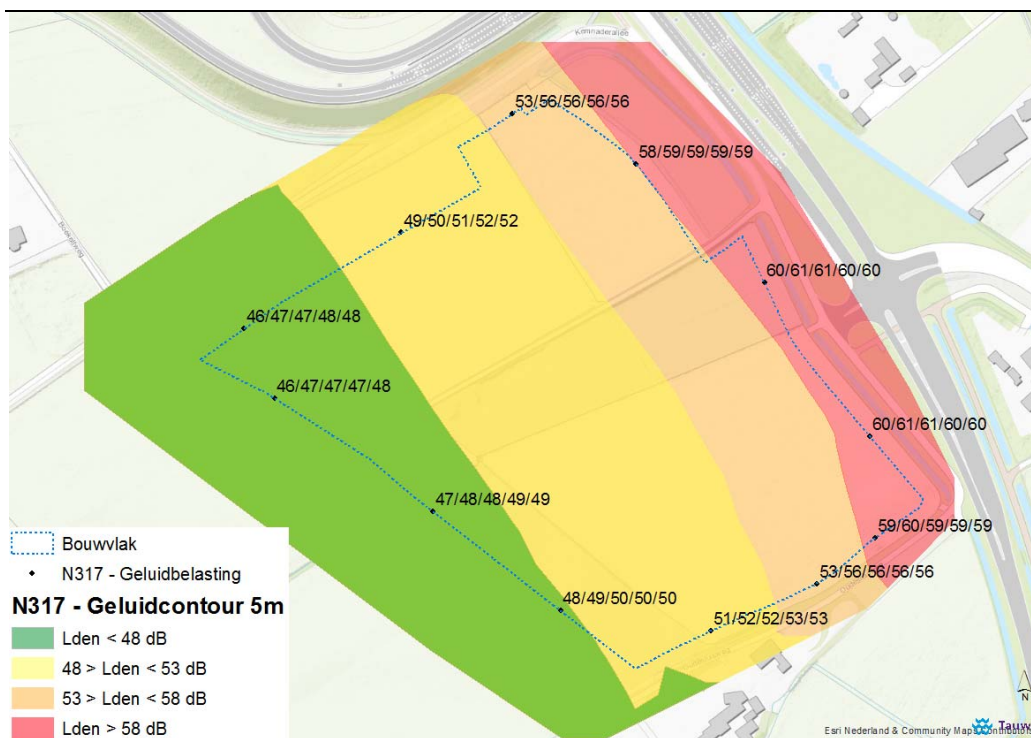 Kemnaderallee
53/56/56/56/56
58/59/59/59/59
49/50/51/52/52
60/61/61/60/60
46/47/47/48/48
46/47/47/47/48
60/61/61/60/60
47/48/48/49/49
59/60/59/59/59
53/56/56/56/56
48/49/50/50/50
51/52/52/53/53
Bouwvlak
N317 - Geluidbelasting
N317 - Geluidcontour 5m
Lden < 48 dB
48 > Lden < 53 dB
53 > Lden < 58 dB
Lden > 58 dB
N
Esri Nederland & Community Maps Contributors
Tauw